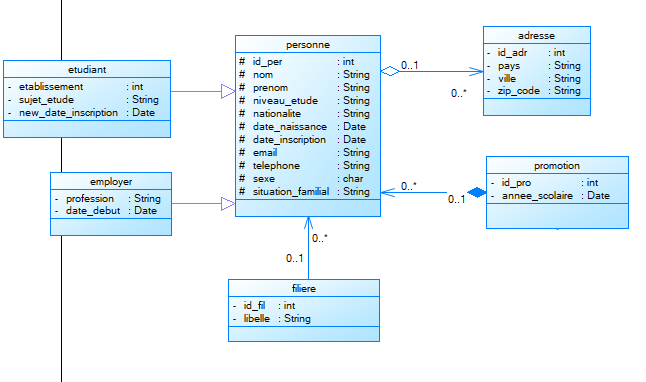 etudiant
- etablissement : int
- sujet_etude : String
- new_date_inscription : Date
employer
- profession : String
- date_debut : Date
personne
# id_per : int
# nom : String
# prenom : String
# niveau_etude : String
# nationalite : String
# date_naissance : Date
# date_inscription : Date
# email : String
# telephone : String
# sexe : char
# situation_familial : String
0..1
0..*
adresse
- id_adr : int
- pays : String
- ville : String
- zip_code : String
0..*
0..1
promotion
- id_pro : int
- annee_scolaire : Date
0..*
0..1
filiere
- id_fil : int
- libelle : String